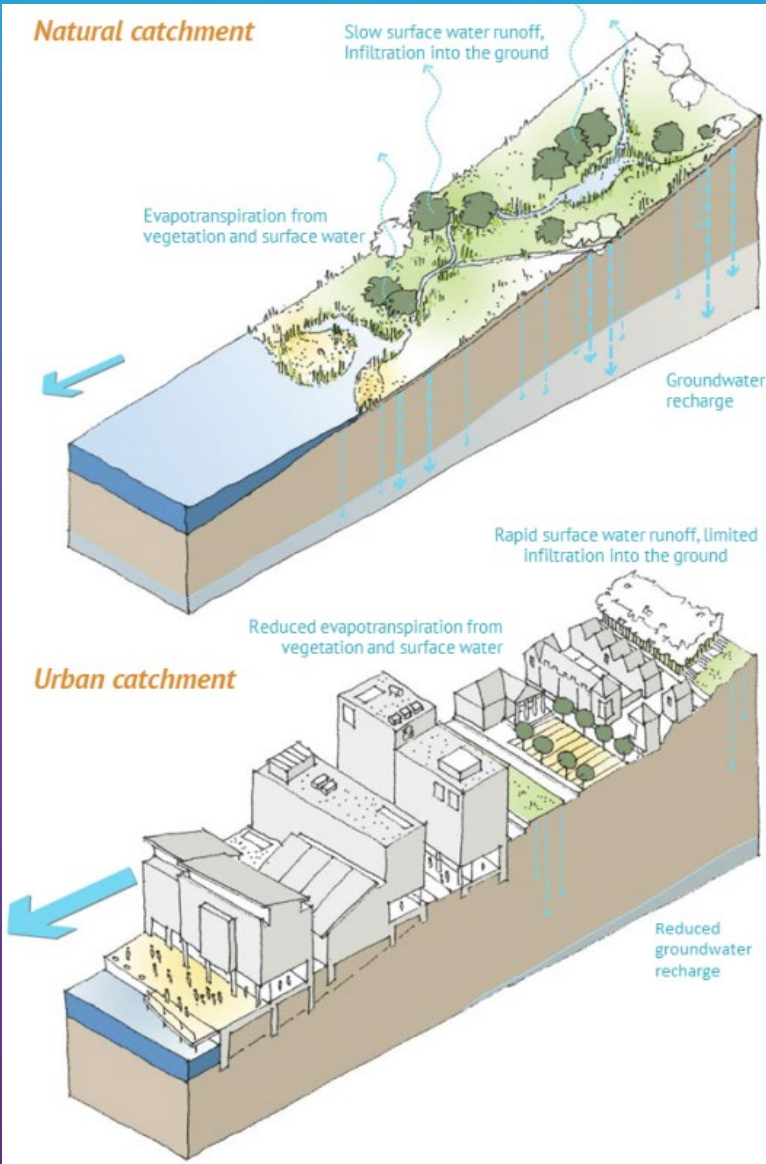 Natural catchment
Slow surface water runoff,
Infiltration into the ground
Evapotranspiration from
vegetation and surface water
Groundwater
recharge
Rapid surface water runoff, limited
infiltration into the ground
Reduced evapotranspiration from
vegetation and surface water
Urban catchment
Reduced
groundwater
recharge